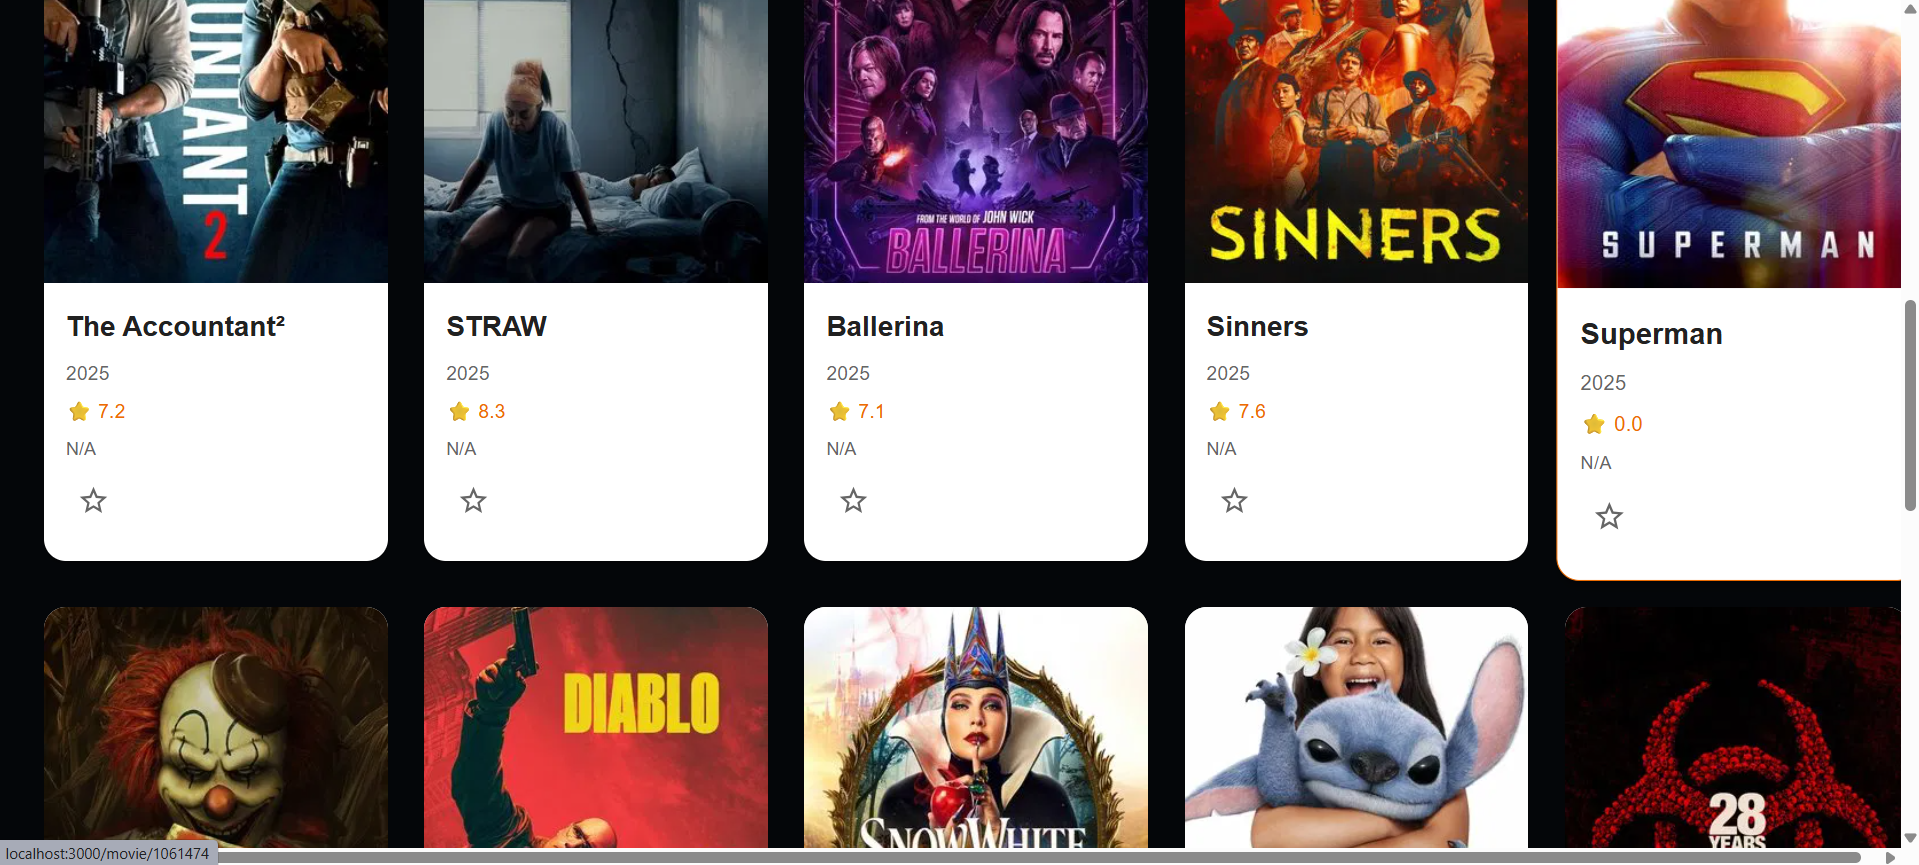 UNTANT
2
FROM THE WORLD OF JOHN WICK
BALLERINA
SINNERS
SUPERMAN
The Accountant²
STRAW
Ballerina
Sinners
Superman
2025
2025
2025
2025
2025
7.2
8.3
7.1
7.6
0.0
N/A
N/A
N/A
N/A
N/A
DIABLO
SNOW WHITE
28
YEARS
localhost:3000/movie/1061474